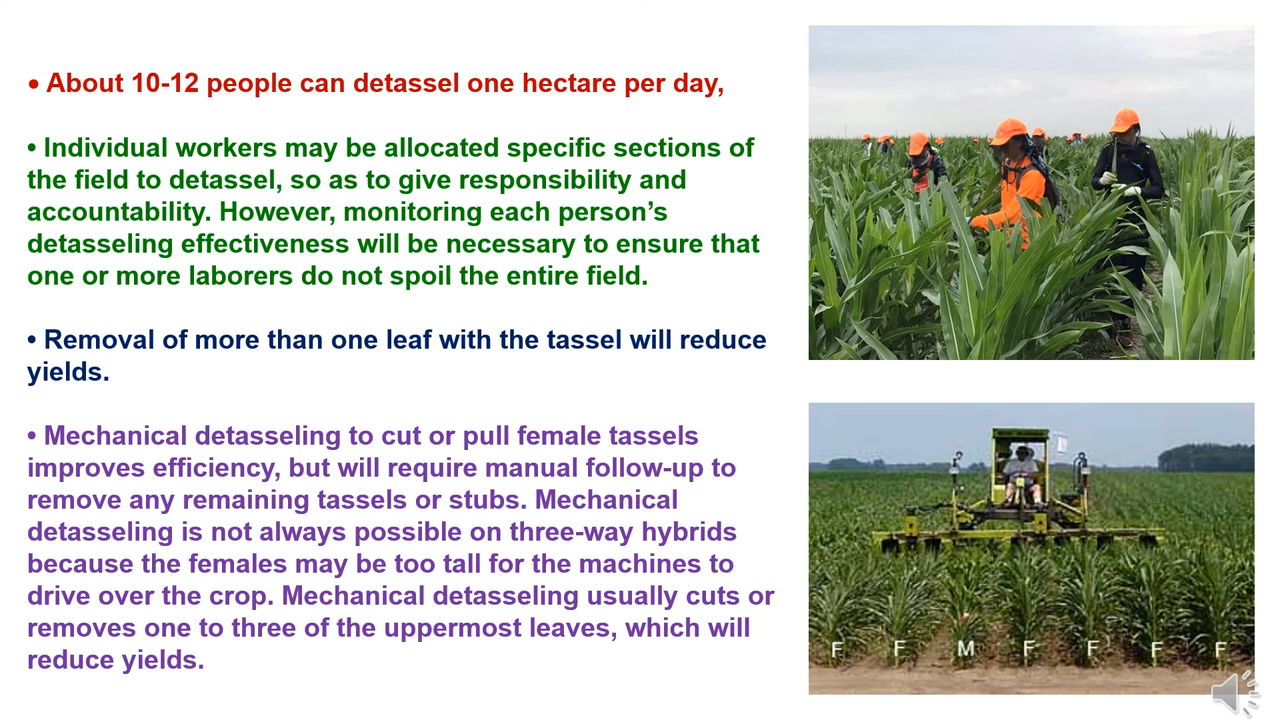 • About 10-12 people can detassel one hectare per day,
• Individual workers may be allocated specific sections of
the field to detassel, so as to give responsibility and
accountability. However, monitoring each person’s
detasseling effectiveness will be necessary to ensure that
one or more laborers do not spoil the entire field.
• Removal of more than one leaf with the tassel will reduce
yields.
• Mechanical detasseling to cut or pull female tassels
improves efficiency, but will require manual follow-up to
remove any remaining tassels or stubs. Mechanical
detasseling is not always possible on three-way hybrids
because the females may be too tall for the machines to
drive over the crop. Mechanical detasseling usually cuts or
removes one to three of the uppermost leaves, which will
reduce yields.
F F M F F F F